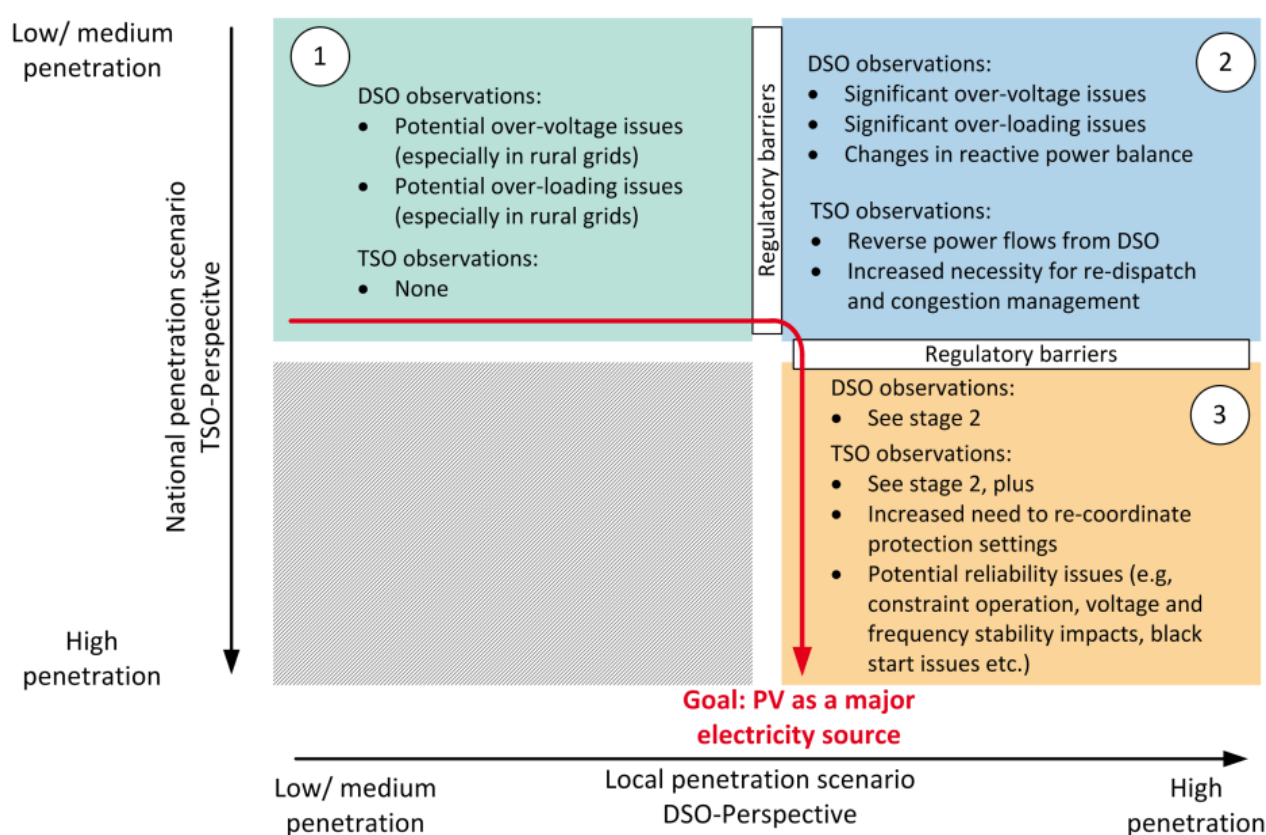 Low/ medium
penetration
National penetration scenario
TSO-Perspecitve
High
penetration
1
DSO observations:
• Potential over-voltage issues
(especially in rural grids)
• Potential over-loading issues
(especially in rural grids)
TSO observations:
• None
Regulatory barriers
2
DSO observations:
• Significant over-voltage issues
• Significant over-loading issues
• Changes in reactive power balance
TSO observations:
• Reverse power flows from DSO
• Increased necessity for re-dispatch
and congestion management
Regulatory barriers
3
DSO observations:
• See stage 2
TSO observations:
• See stage 2, plus
• Increased need to re-coordinate
protection settings
• Potential reliability issues (e.g,
constraint operation, voltage and
frequency stability impacts, black
start issues etc.)
Goal: PV as a major
electricity source
Low/ medium
penetration
Local penetration scenario
DSO-Perspective
High
penetration